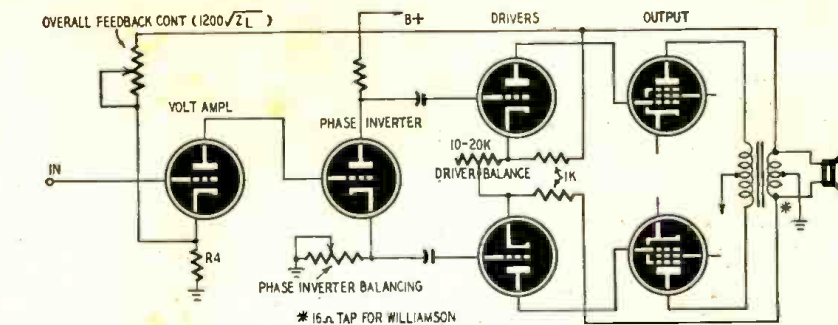 OVERALL FEEDBACK CONT (1200√ZL)
B+
DRIVERS
OUTPUT
VOLT AMPL
PHASE INVERTER
10-20K
DRIVER BALANCE
1K
IN
R4
PHASE INVERTER BALANCING
*
* 16Ω TAP FOR WILLIAMSON